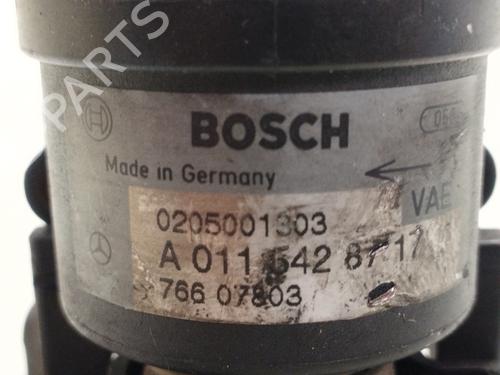 PARTS
BOSCH
Made in Germany
VAE
0205001303
A 011 542 87 17
766 07803